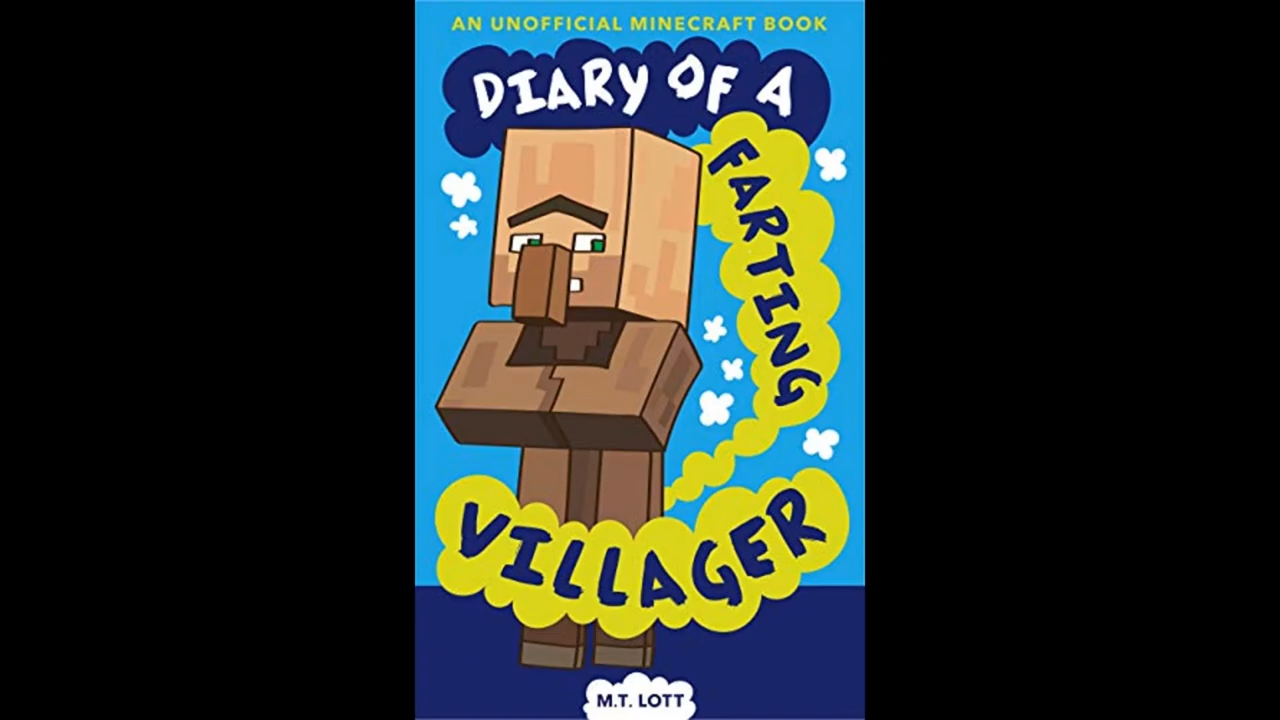 AN UNOFFICIAL MINECRAFT BOOK
DIARY OF A
FARTING
VILLAGER
M.T. LOTT